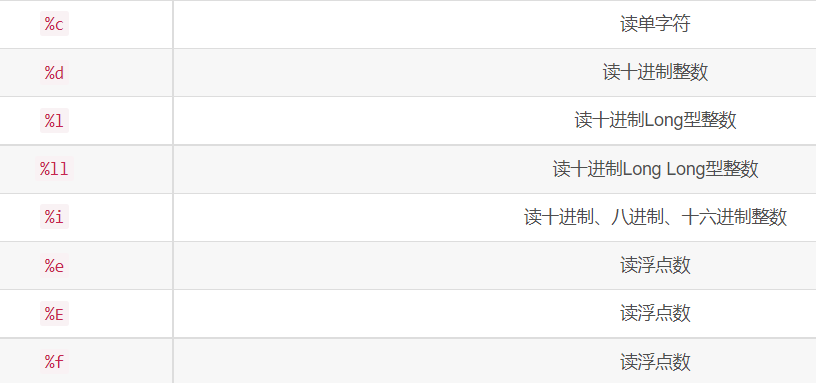 %c 读单字符
%d 读十进制整数
%l 读十进制Long型整数
%ll 读十进制Long Long型整数
%i 读十进制、八进制、十六进制整数
%e 读浮点数
%E 读浮点数
%f 读浮点数